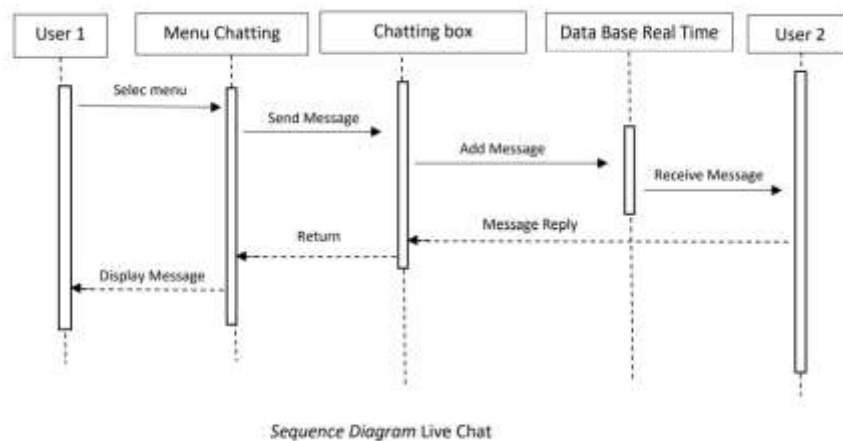 User 1
Menu Chatting
Chatting box
Data Base Real Time
User 2
Selec menu
Send Message
Add Message
Receive Message
Message Reply
Return
Display Message
Sequence Diagram Live Chat